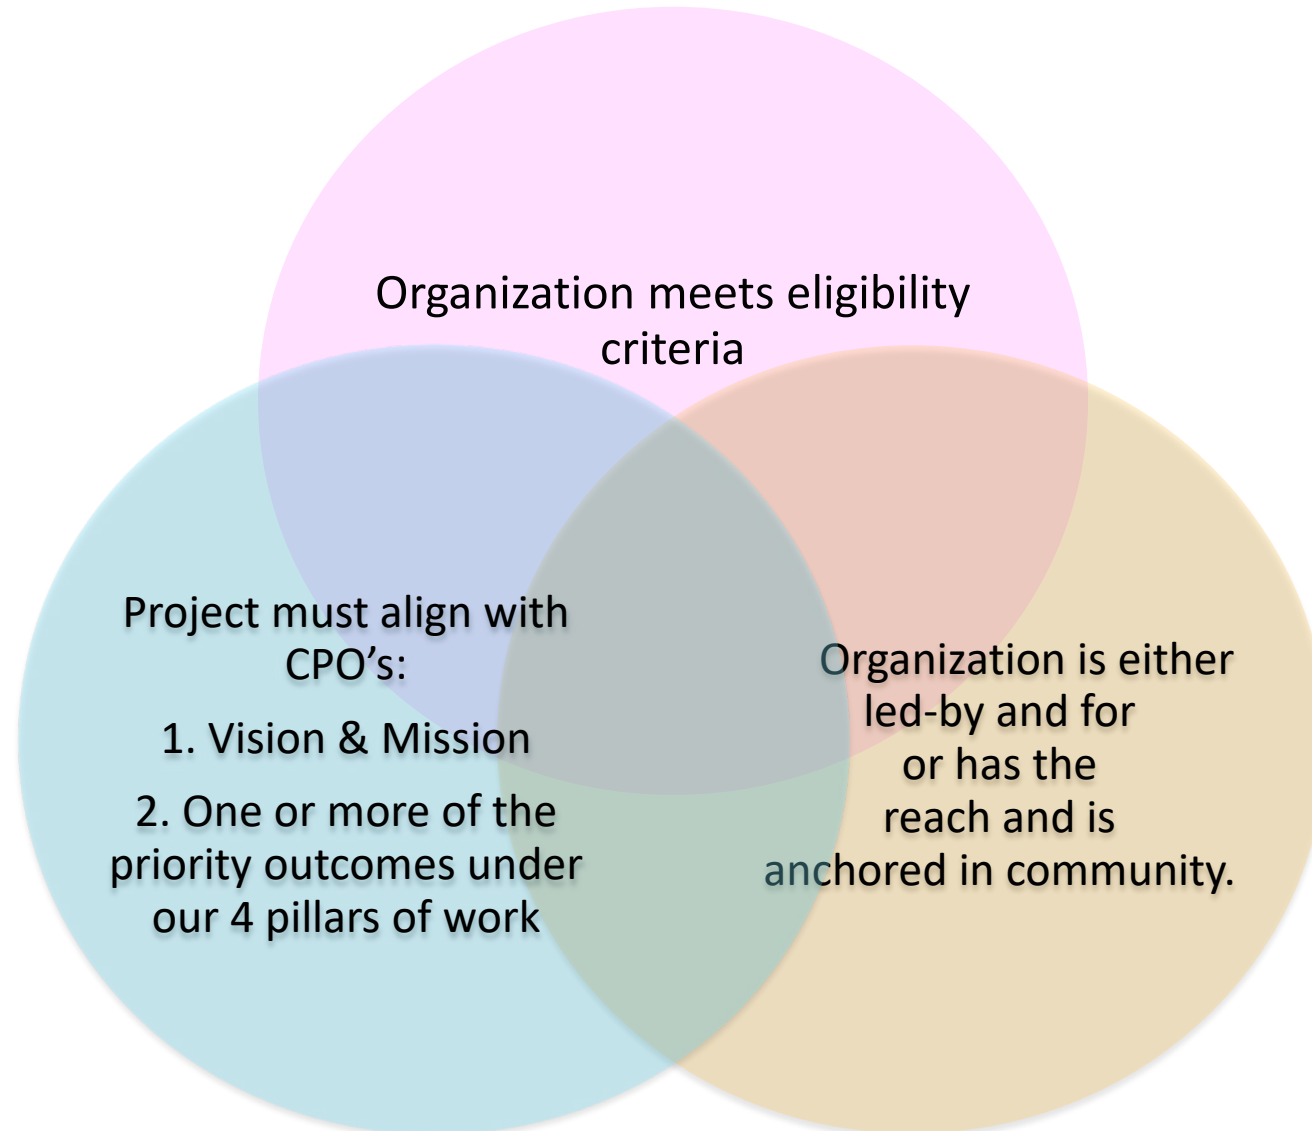 Organization meets eligibility
criteria
Project must align with
CPO’s:
1. Vision & Mission
2. One or more of the
priority outcomes under
our 4 pillars of work
Organization is either
led-by and for
or has the
reach and is
anchored in community.